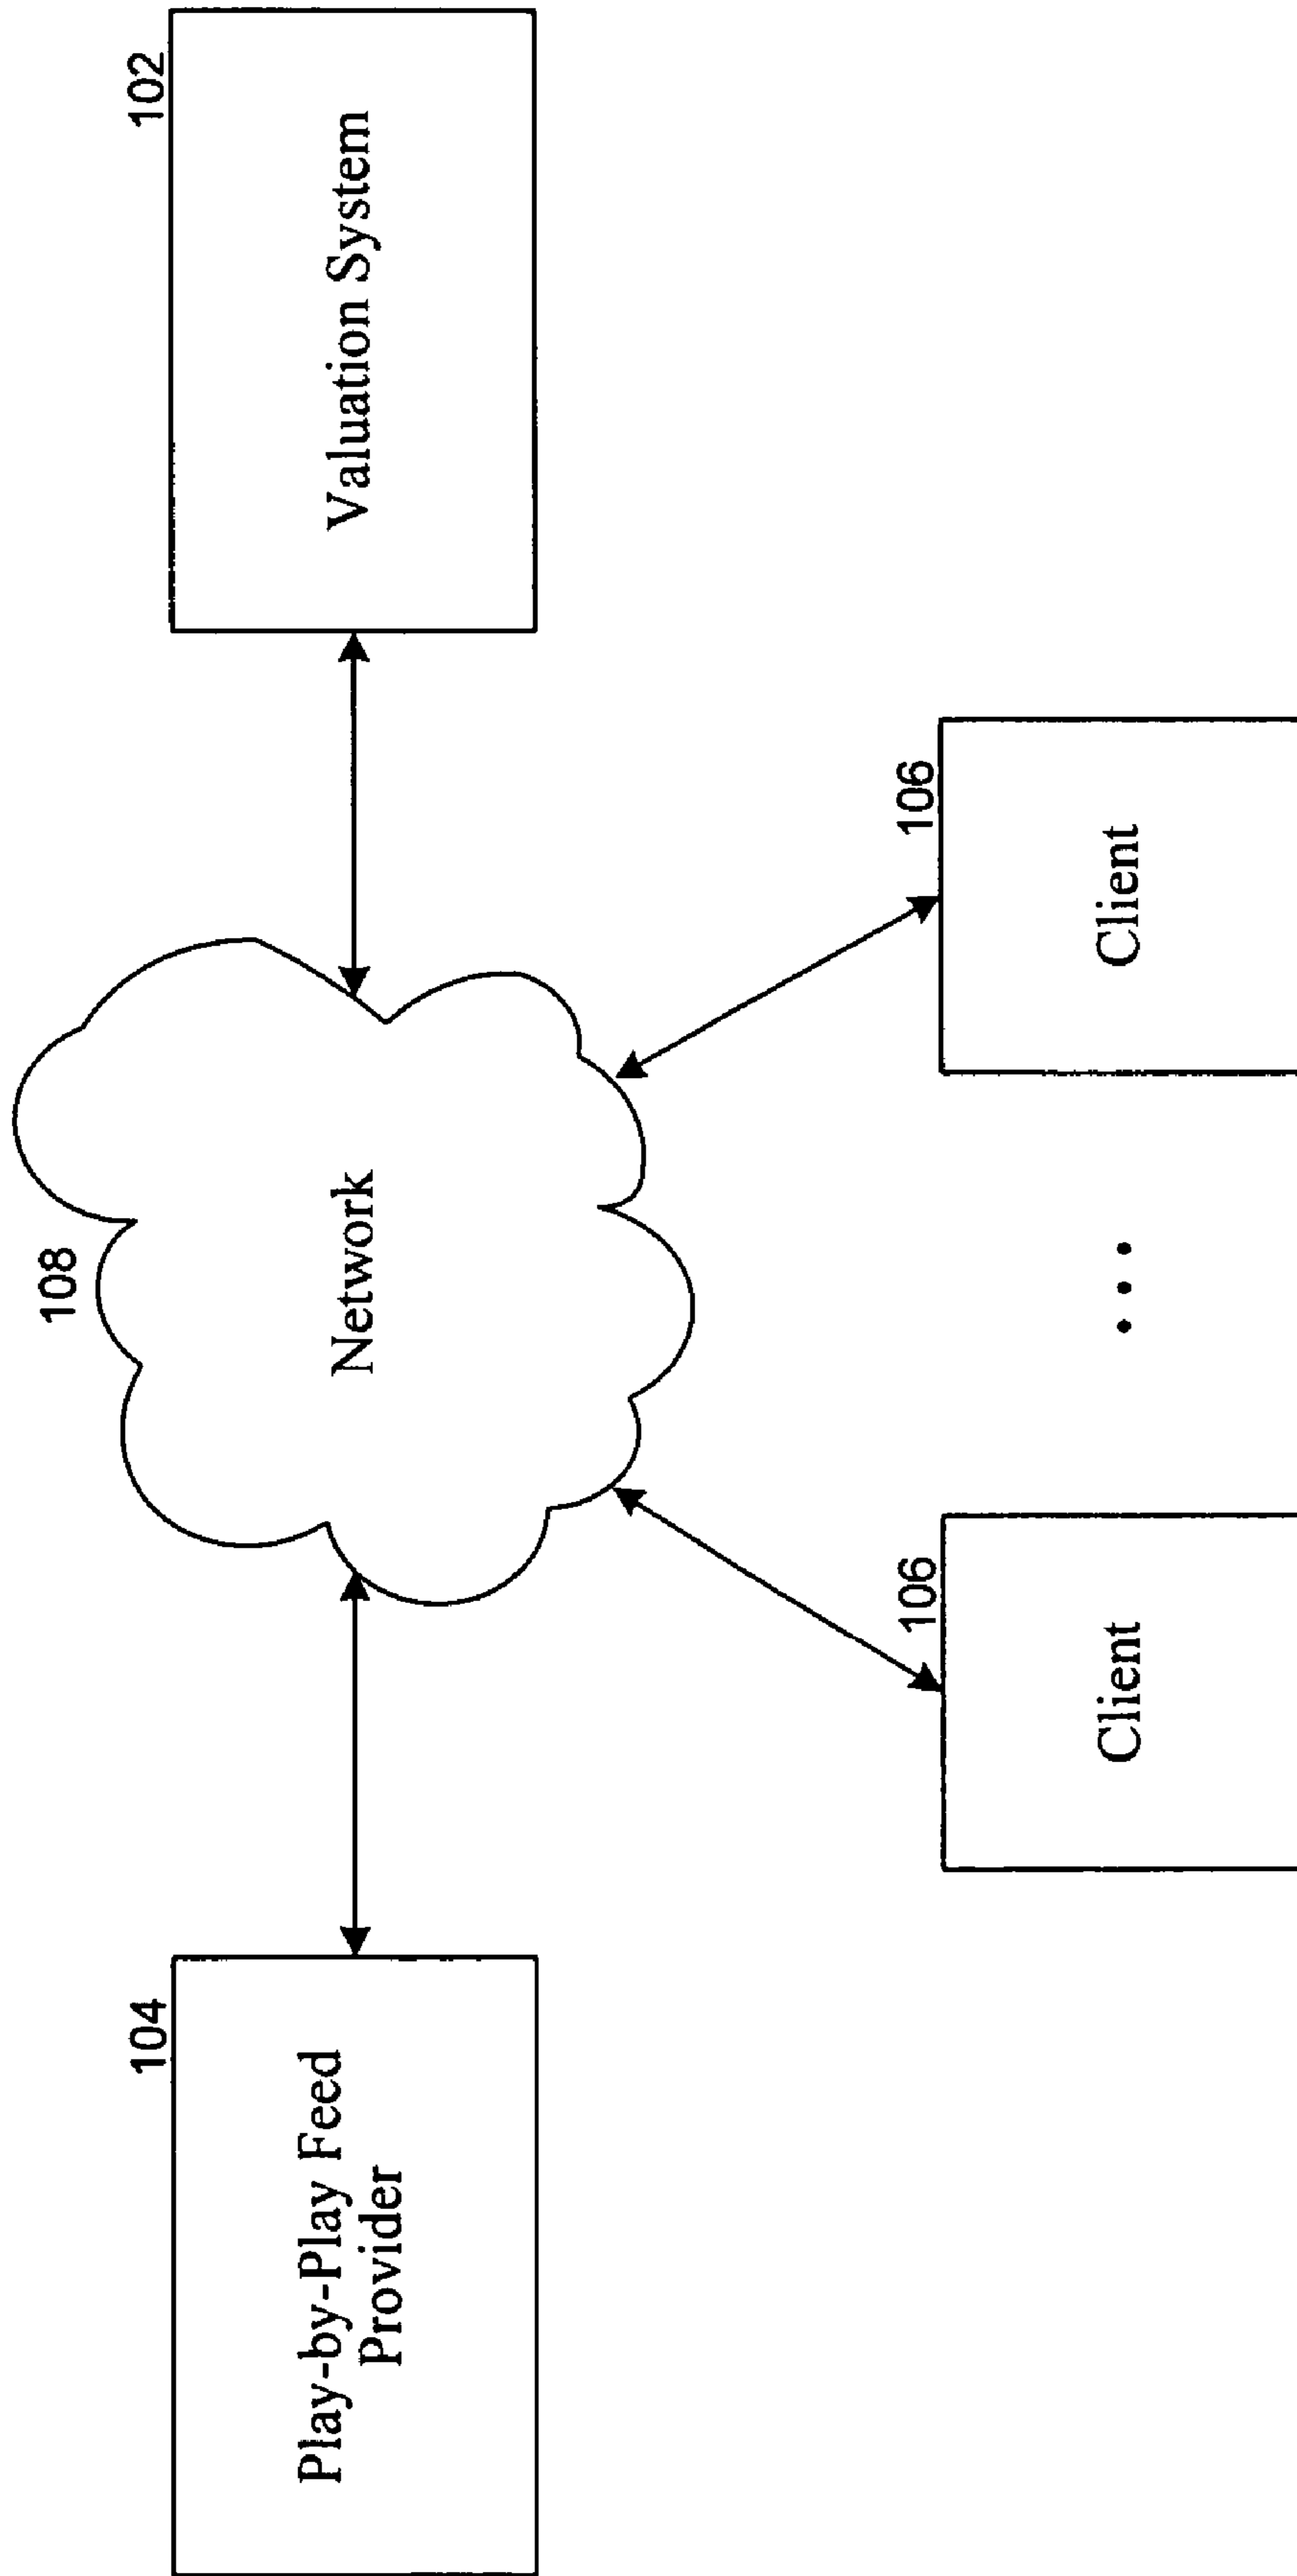 108
104
Play-by-Play Feed
Provider
Network
102
Valuation System
106
Client
• • •
106
Client